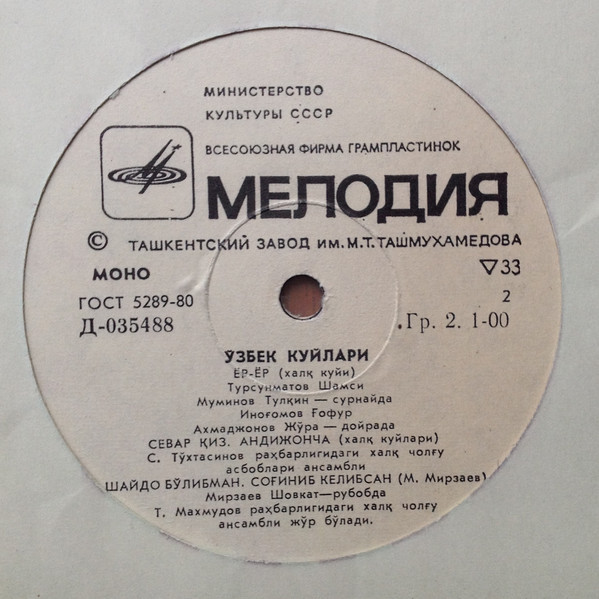 МИНИСТЕРСТВО
КУЛЬТУРЫ СССР
ВСЕСОЮЗНАЯ ФИРМА ГРАМПЛАСТИНОК
МЕЛОДИЯ
© ТАШКЕНТСКИЙ ЗАВОД ИМ. М.Т. ТАШМУХАМЕДОВА
МОНО ▽33
ГОСТ 5289-80 2
Д-035488 .Гр. 2. 1-00
ЎЗБЕК КУЙЛАРИ
ЁР-ЁР (халқ куйи)
Турсунматов Шамси
Муминов Тулкин — сурнайда
Иноғомов Ғофур
Ахмаджонов Жўра — дойрада
СЕВАР ҚИЗ. АНДИЖОНЧА (халқ куйлари)
С. Тўхтасинов раҳбарлигидаги халқ чолғу
асбоблари ансамбли
ШАЙДО БЎЛИБМАН. СОҒИНИБ КЕЛИБСАН (М. Мирзаев)
Мирзаев Шовкат — рубобда
Т. Махмудов раҳбарлигидаги халқ чолғу
ансамбли жўр бўлади.